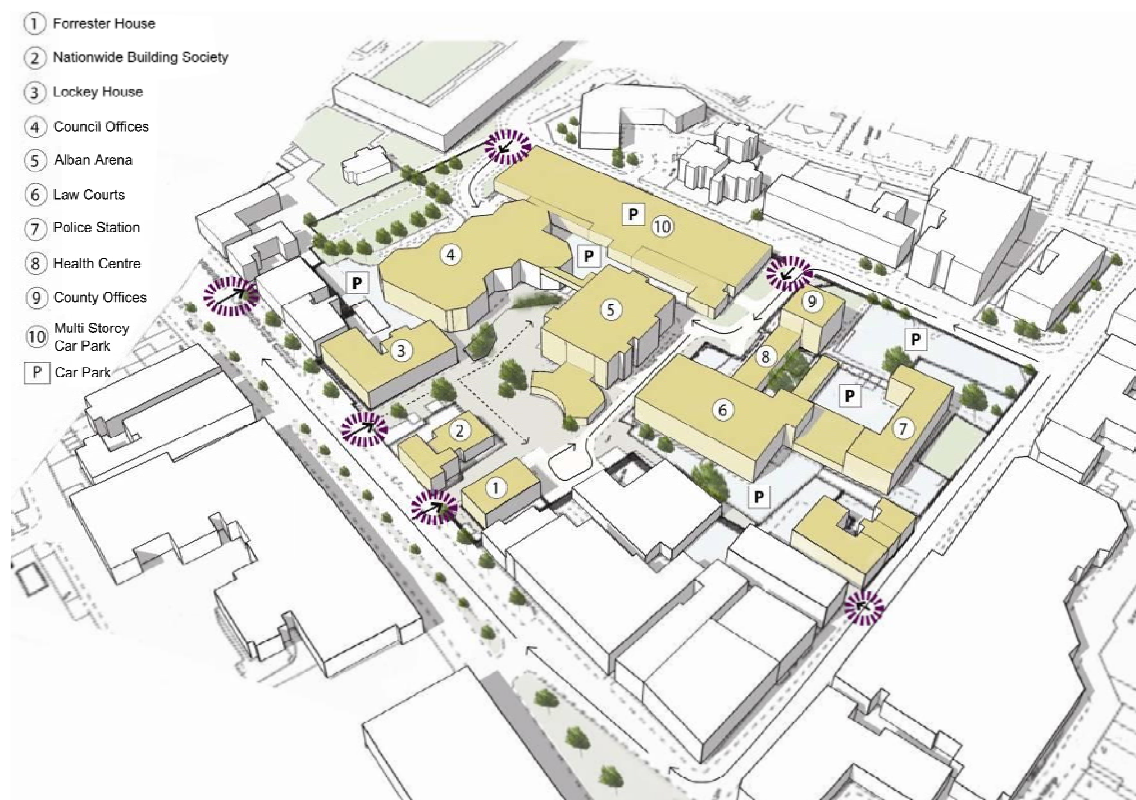 1 Forrester House
2 Nationwide Building Society
3 Lockey House
4 Council Offices
5 Alban Arena
6 Law Courts
7 Police Station
8 Health Centre
9 County Offices
10 Multi Storey
Car Park
P Car Park
P
10
4
P
P
9
5
P
3
8
P
6
7
2
1
P